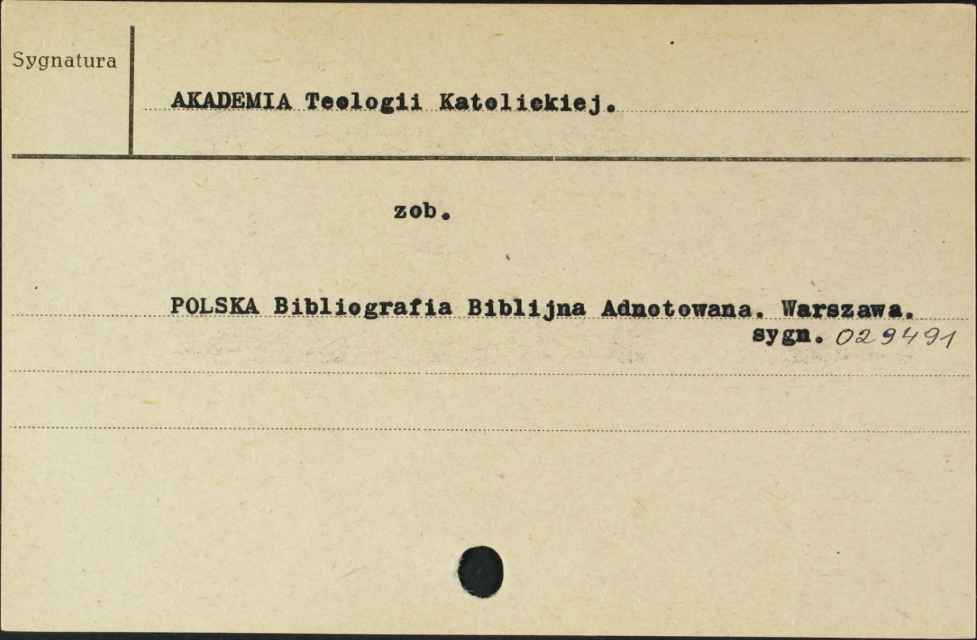 Sygnatura
AKADEMIA Teologii Katolickiej.
zob.
POLSKA Bibliografia Biblijna Adnotowana. Warszawa.
sygn. 029491